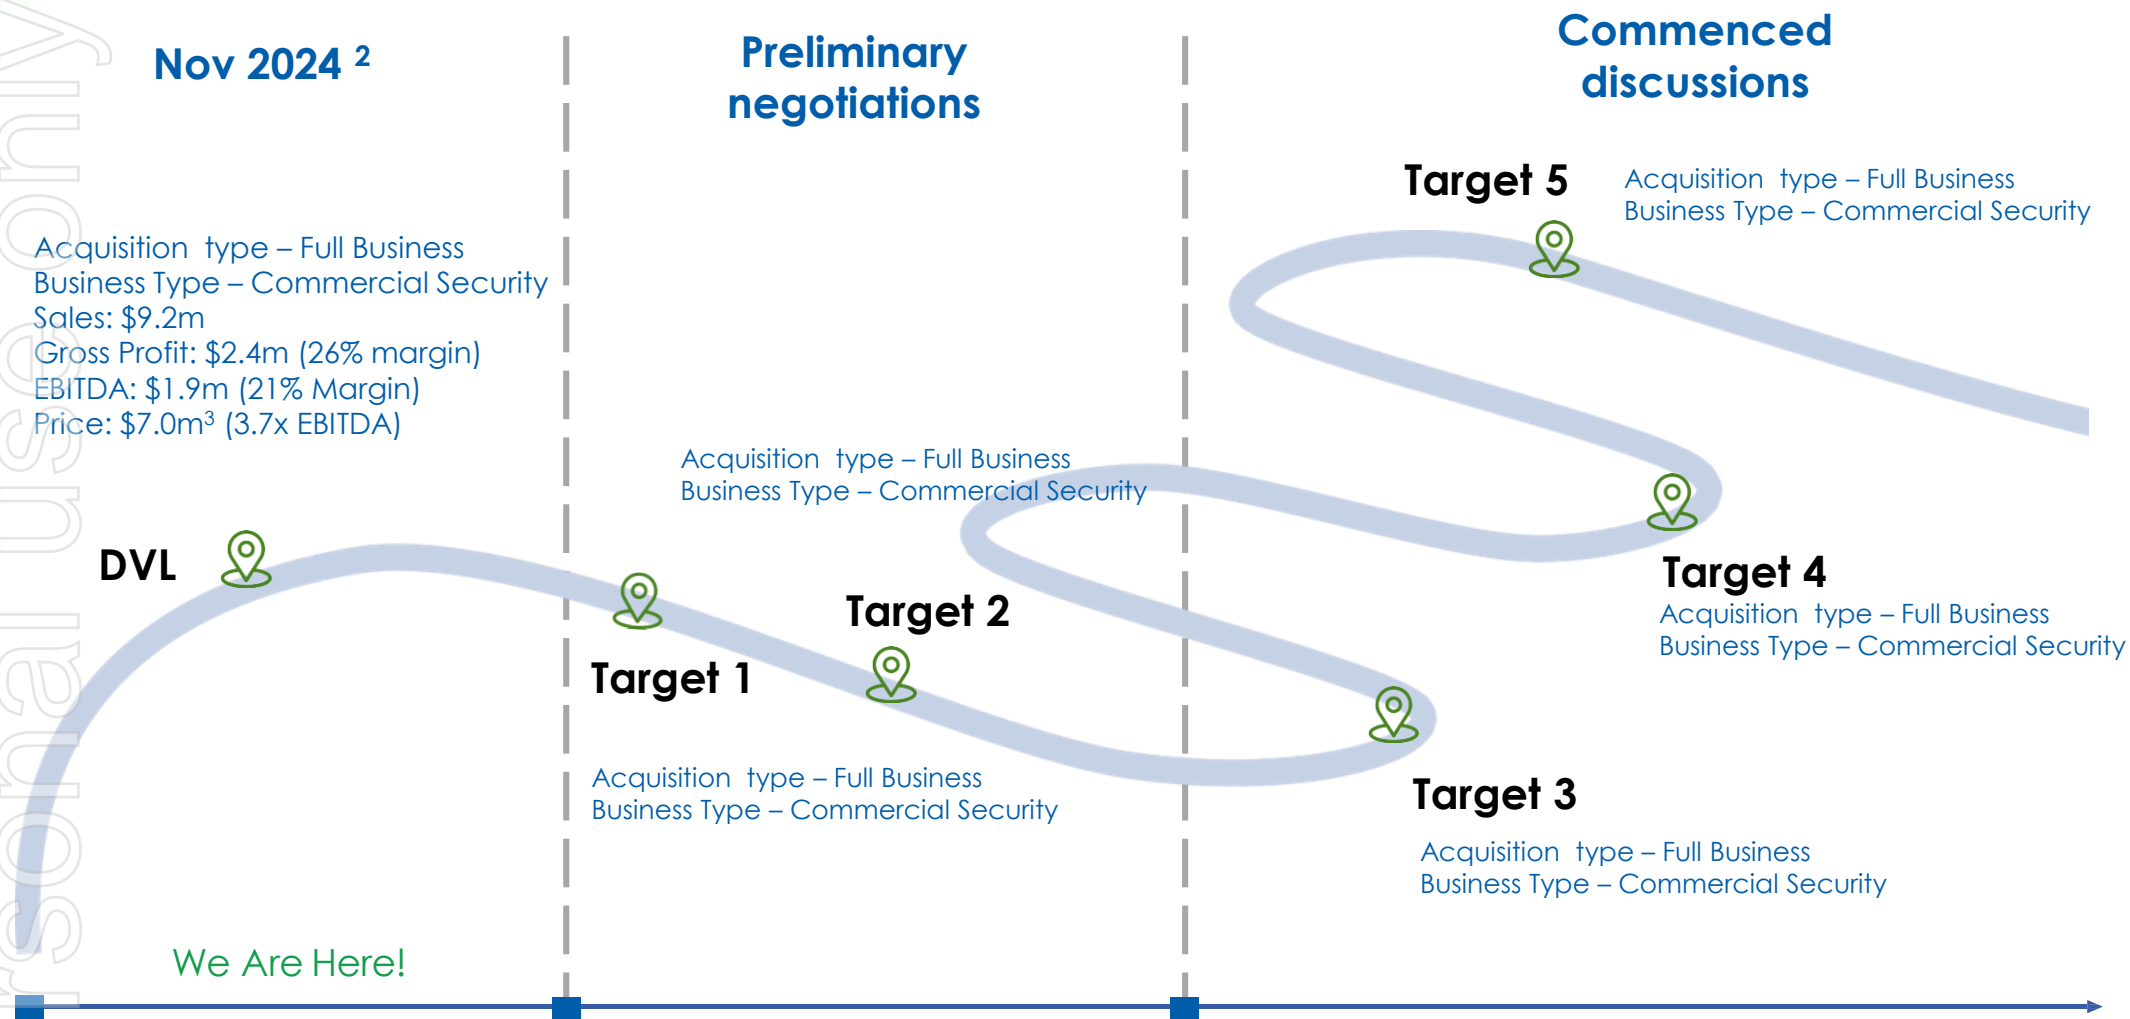 Nov 2024 ²
Acquisition type – Full Business
Business Type – Commercial Security
Sales: $9.2m
Gross Profit: $2.4m (26% margin)
EBITDA: $1.9m (21% Margin)
Price: $7.0m³ (3.7x EBITDA)
DVL
We Are Here!
Preliminary
negotiations
Acquisition type – Full Business
Business Type – Commercial Security
Target 2
Target 1
Acquisition type – Full Business
Business Type – Commercial Security
Commenced
discussions
Target 5
Acquisition type – Full Business
Business Type – Commercial Security
Target 4
Acquisition type – Full Business
Business Type – Commercial Security
Target 3
Acquisition type – Full Business
Business Type – Commercial Security
rsonal use only